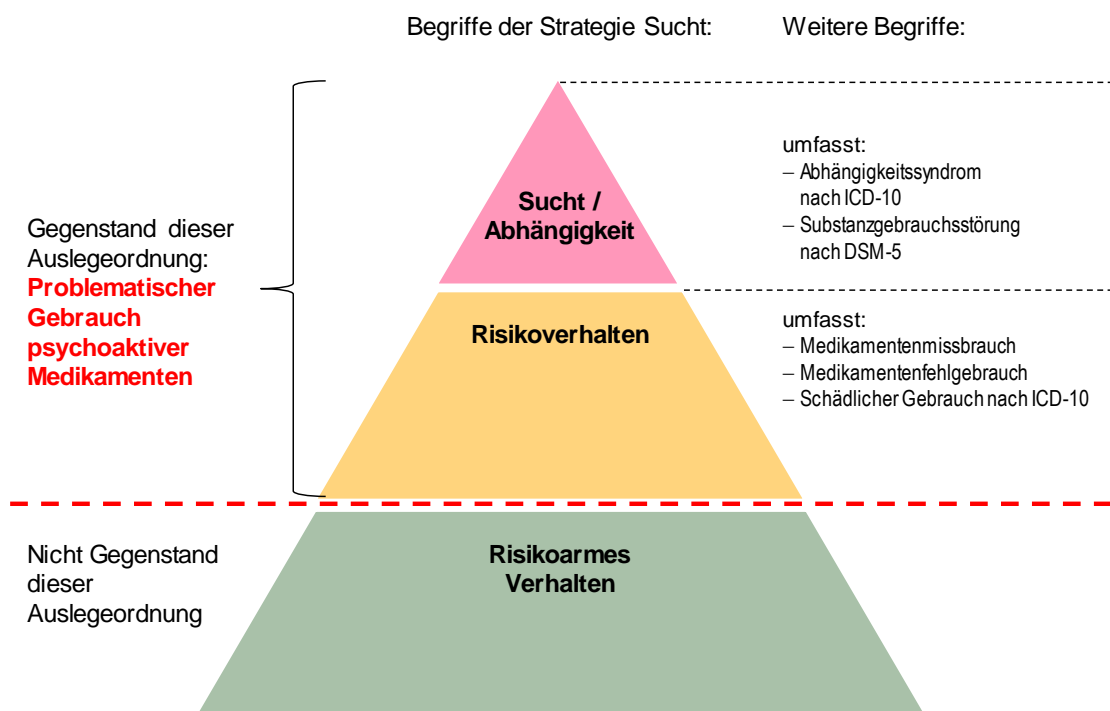 Begriffe der Strategie Sucht:
Weitere Begriffe:
Gegenstand dieser
Auslegeordnung:
Problematischer
Gebrauch
psychoaktiver
Medikamenten
Sucht /
Abhängigkeit
umfasst:
– Abhängigkeitssyndrom
nach ICD-10
– Substanzgebrauchsstörung
nach DSM-5
Risikoverhalten
umfasst:
– Medikamentenmissbrauch
– Medikamentenfehlgebrauch
– Schädlicher Gebrauch nach ICD-10
Nicht Gegenstand
dieser
Auslegeordnung
Risikoarmes
Verhalten